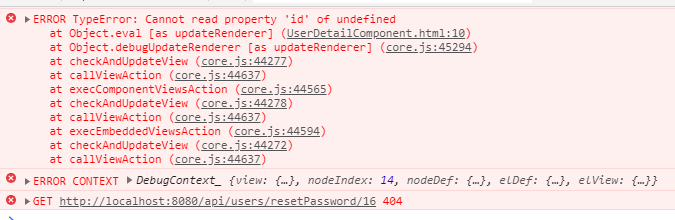 ERROR TypeError: Cannot read property 'id' of undefined
at Object.eval [as updateRenderer] (UserDetailComponent.html:10)
at Object.debugUpdateRenderer [as updateRenderer] (core.js:45294)
at checkAndUpdateView (core.js:44277)
at callViewAction (core.js:44637)
at execComponentViewsAction (core.js:44565)
at checkAndUpdateView (core.js:44278)
at callViewAction (core.js:44637)
at execEmbeddedViewsAction (core.js:44594)
at checkAndUpdateView (core.js:44272)
at callViewAction (core.js:44637)
ERROR CONTEXT DebugContext_ {view: {…}, nodeIndex: 14, nodeDef: {…}, elDef: {…}, elView: {…}}
GET http://localhost:8080/api/users/resetPassword/16 404